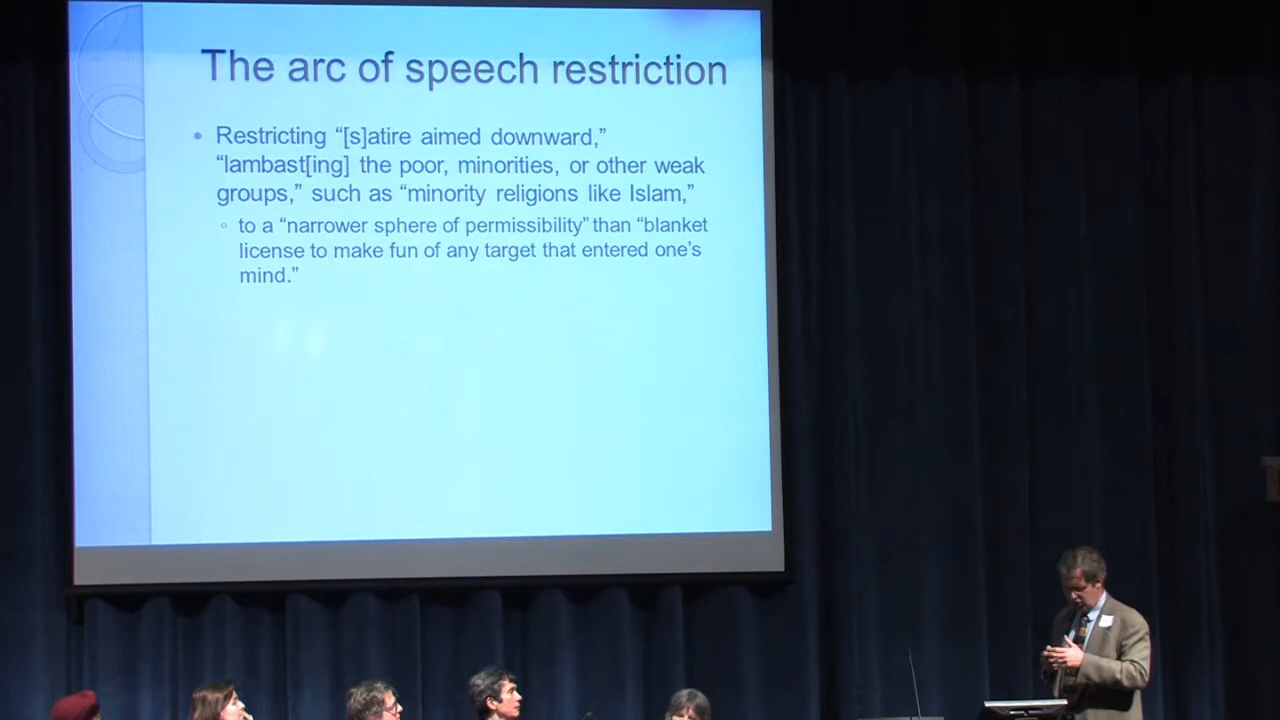 The arc of speech restriction
• Restricting “[s]atire aimed downward,”
“lambast[ing] the poor, minorities, or other weak
groups,” such as “minority religions like Islam,”
◦ to a “narrower sphere of permissibility” than “blanket
license to make fun of any target that entered one’s
mind.”